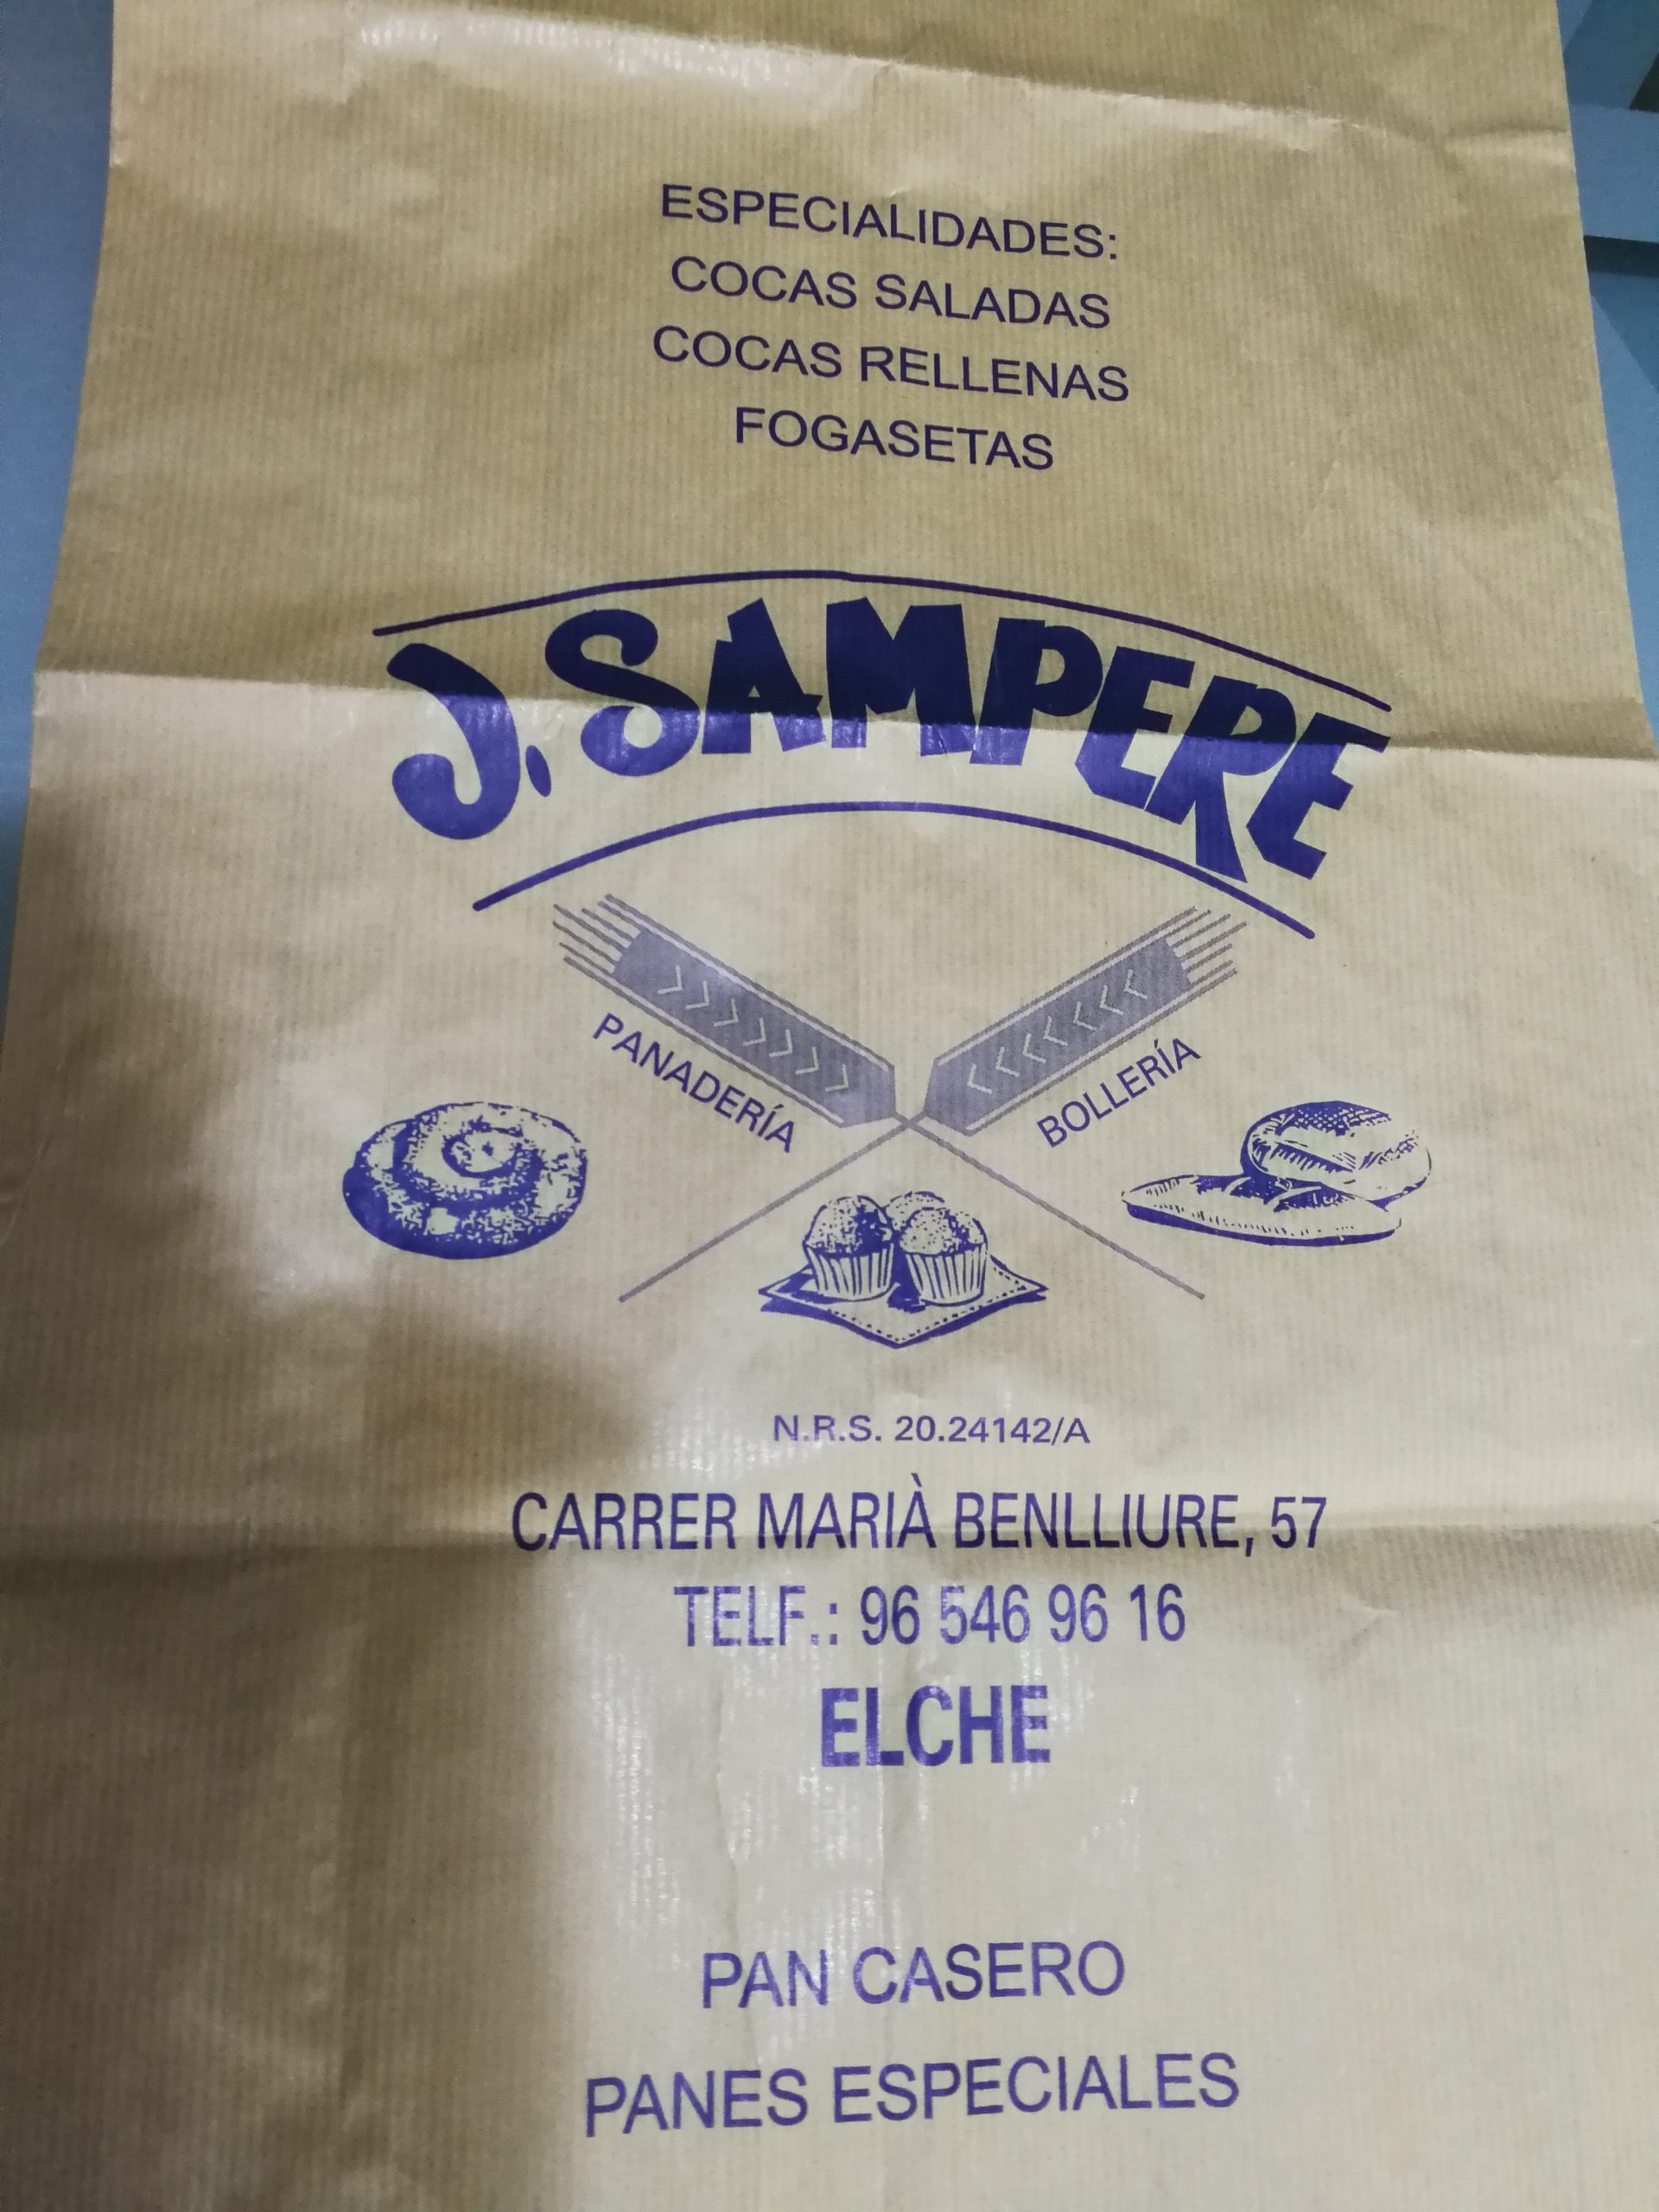 ESPECIALIDADES:
COCAS SALADAS
COCAS RELLENAS
FOGASETAS
J. SAMPERE
PANADERÍA
BOLLERÍA
N.R.S. 20.24142/A
CARRER MARIÀ BENLLIURE, 57
TELF.: 96 546 96 16
ELCHE
PAN CASERO
PANES ESPECIALES